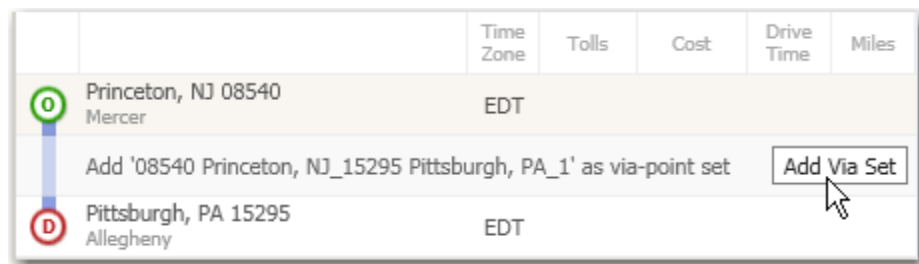 Time Zone Tolls Cost Drive Time Miles
O Princeton, NJ 08540 EDT
Mercer
Add '08540 Princeton, NJ_15295 Pittsburgh, PA_1' as via-point set Add Via Set
D Pittsburgh, PA 15295 EDT
Allegheny